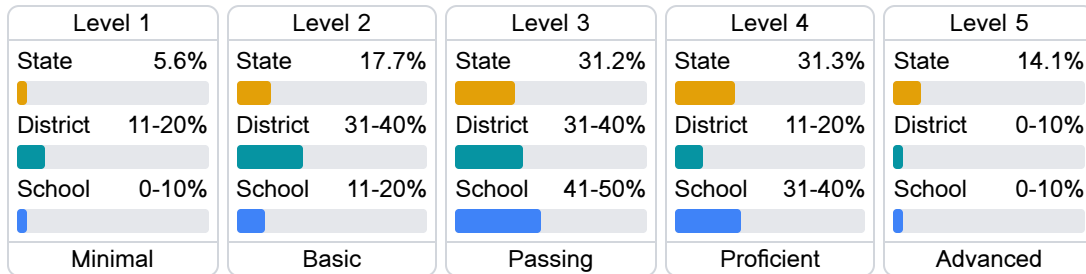 Level 1
State 5.6%
District 11-20%
School 0-10%
Minimal
Level 2
State 17.7%
District 31-40%
School 11-20%
Basic
Level 3
State 31.2%
District 31-40%
School 41-50%
Passing
Level 4
State 31.3%
District 11-20%
School 31-40%
Proficient
Level 5
State 14.1%
District 0-10%
School 0-10%
Advanced